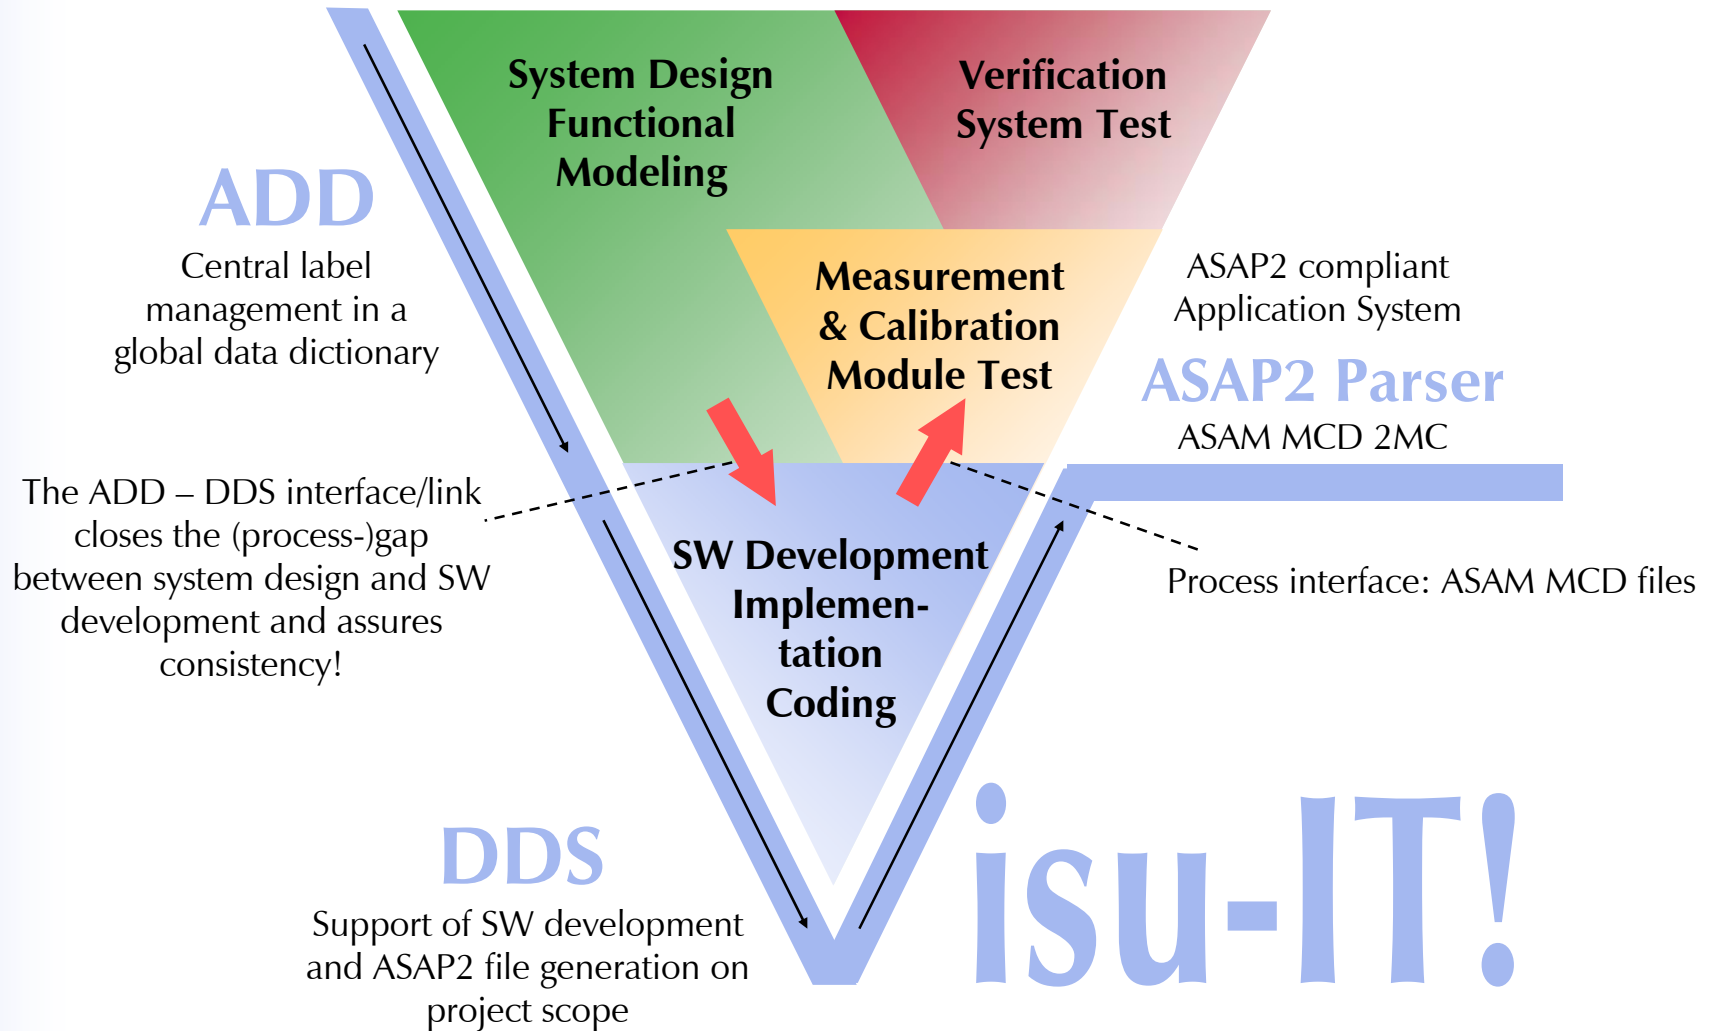 System Design
Functional
Modeling
Verification
System Test
ADD
Central label
management in a
global data dictionary
Measurement
& Calibration
Module Test
ASAP2 compliant
Application System
ASAP2 Parser
ASAM MCD 2MC
The ADD – DDS interface/link
closes the (process-)gap
between system design and SW
development and assures
consistency!
SW Development
Implemen-
tation
Coding
Process interface: ASAM MCD files
DDS
Support of SW development
and ASAP2 file generation on
project scope
isu-IT!